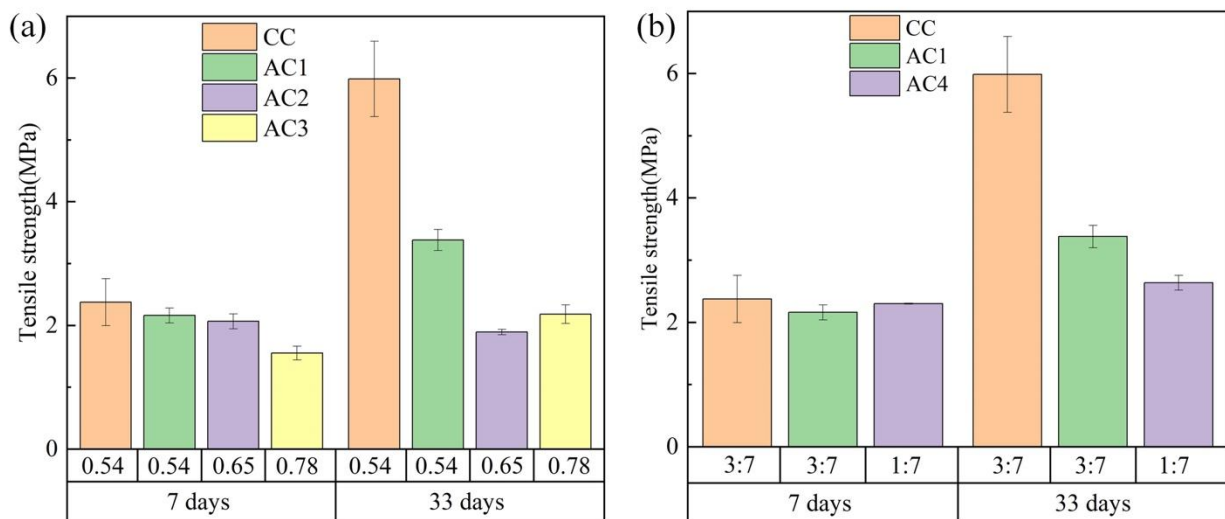 (a)
CC
AC1
AC2
AC3
Tensile strength(MPa)
6
4
2
0
0.54 0.54 0.65 0.78 0.54 0.54 0.65 0.78
7 days 33 days
(b)
CC
AC1
AC4
Tensile strength(MPa)
6
4
2
0
3:7 3:7 1:7 3:7 3:7 1:7
7 days 33 days